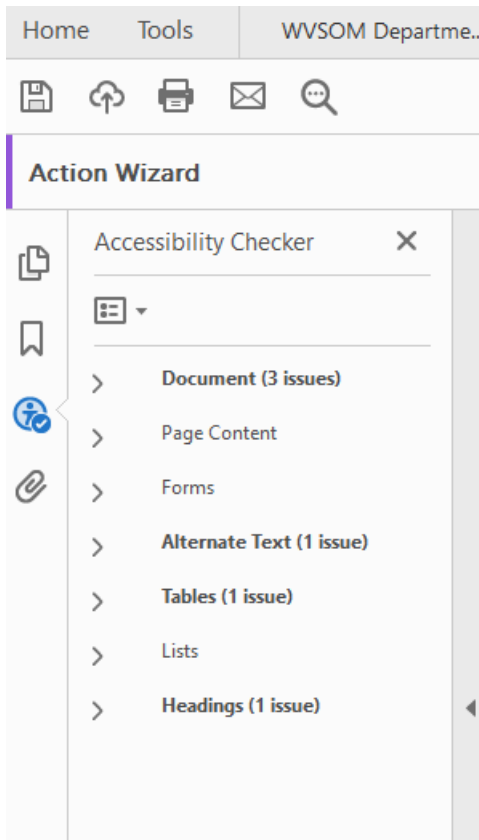 Home Tools WVSOM Departme..
Action Wizard
Accessibility Checker
Document (3 issues)
Page Content
Forms
Alternate Text (1 issue)
Tables (1 issue)
Lists
Headings (1 issue)